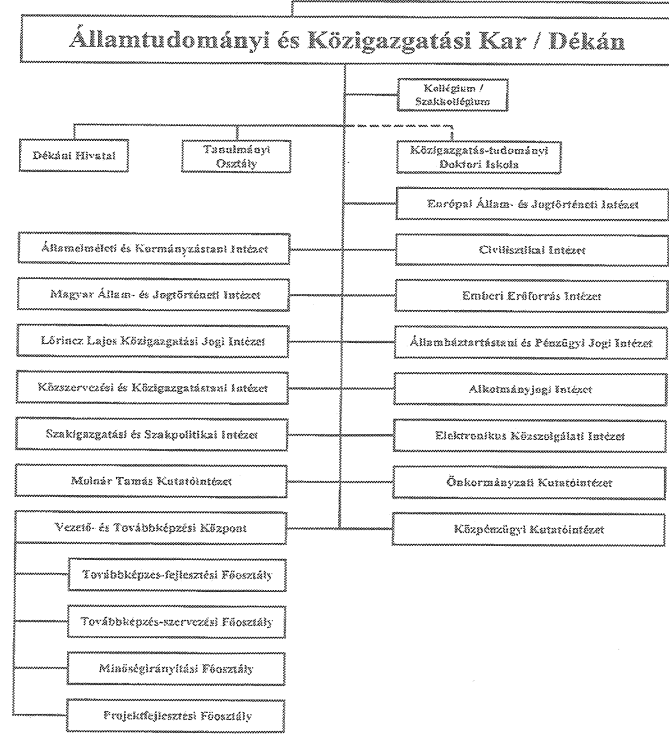 Államtudományi és Közigazgatási Kar / Dékán
Kollégium /
Szakkollégium
Dékáni Hivatal
Tanulmányi
Osztály
Közigazgatás-tudományi
Doktori Iskola
Európai Állam- és Jogtörténeti Intézet
Államelméleti és Kormányzástani Intézet
Civilisztikai Intézet
Magyar Állam- és Jogtörténeti Intézet
Emberi Erőforrás Intézet
Lőrincz Lajos Közigazgatási Jogi Intézet
Államháztartástani és Pénzügyi Jogi Intézet
Közszervezési és Közigazgatástani Intézet
Alkotmányjogi Intézet
Szakigazgatási és Szakpolitikai Intézet
Elektronikus Közszolgálati Intézet
Molnár Tamás Kutatóintézet
Önkormányzati Kutatóintézet
Vezető- és Továbbképzési Központ
Közpénzügyi Kutatóintézet
Továbbképzes-fejlesztési Főosztály
Továbbképzés-szervezési Főosztály
Minőségirányítási Főosztály
Projektfejlesztési Főosztály